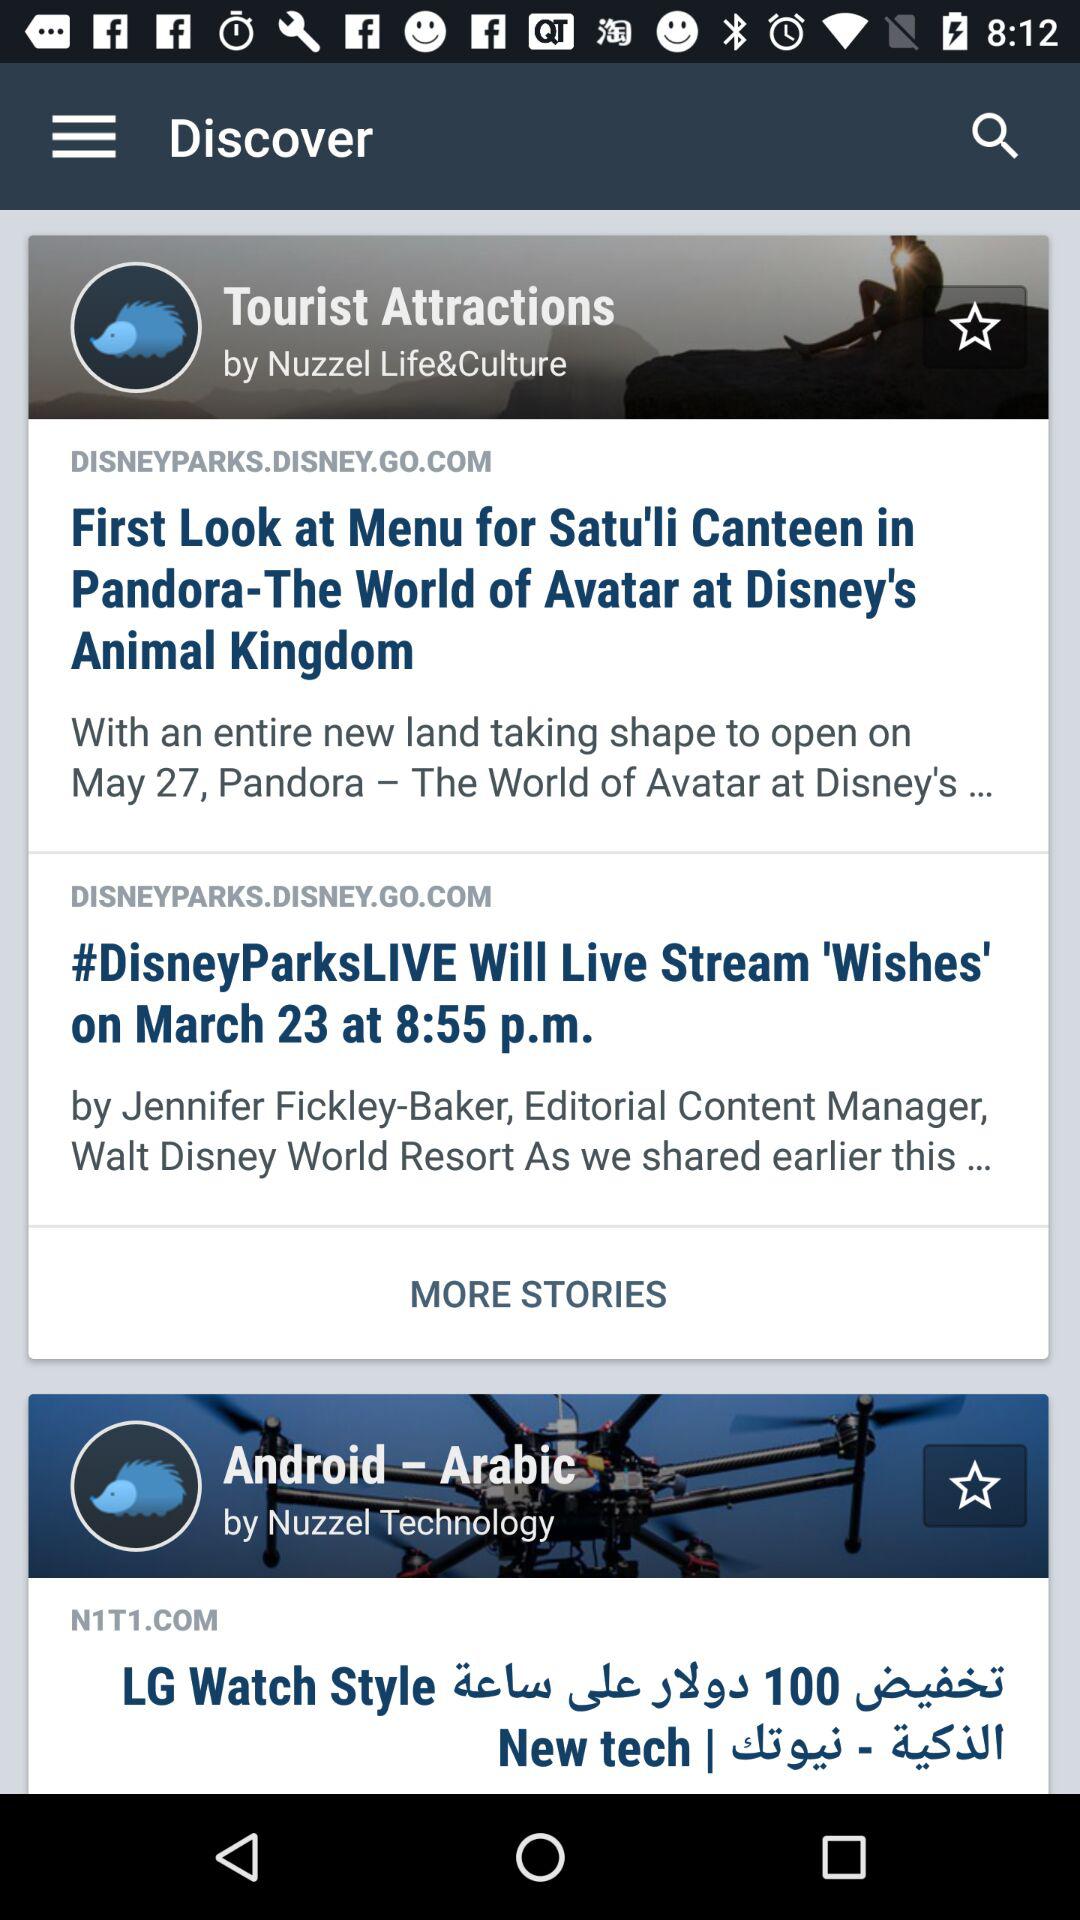 QT 淘 8:12
Discover
Tourist Attractions
by Nuzzel Life&Culture
DISNEYPARKS.DISNEY.GO.COM
First Look at Menu for Satu'li Canteen in
Pandora-The World of Avatar at Disney's
Animal Kingdom
With an entire new land taking shape to open on
May 27, Pandora – The World of Avatar at Disney's ...
DISNEYPARKS.DISNEY.GO.COM
#DisneyParksLIVE Will Live Stream 'Wishes'
on March 23 at 8:55 p.m.
by Jennifer Fickley-Baker, Editorial Content Manager,
Walt Disney World Resort As we shared earlier this ...
MORE STORIES
Android – Arabic
by Nuzzel Technology
N1T1.COM
تخفيض 100 دولار على ساعة LG Watch Style
الذكية - نيوتك | New tech